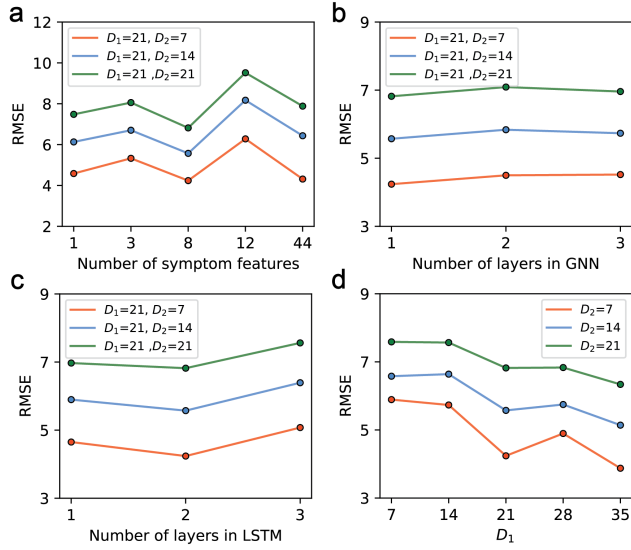 a
12
10
8
6
4
2
RMSE
D1=21, D2=7
D1=21, D2=14
D1=21 ,D2=21
1 3 8 12 44
Number of symptom features
b
9
7
5
3
RMSE
D1=21, D2=7
D1=21, D2=14
D1=21 ,D2=21
1 2 3
Number of layers in GNN
c
9
7
5
3
RMSE
D1=21, D2=7
D1=21, D2=14
D1=21 ,D2=21
1 2 3
Number of layers in LSTM
d
9
7
5
3
RMSE
D2=7
D2=14
D2=21
7 14 21 28 35
D1